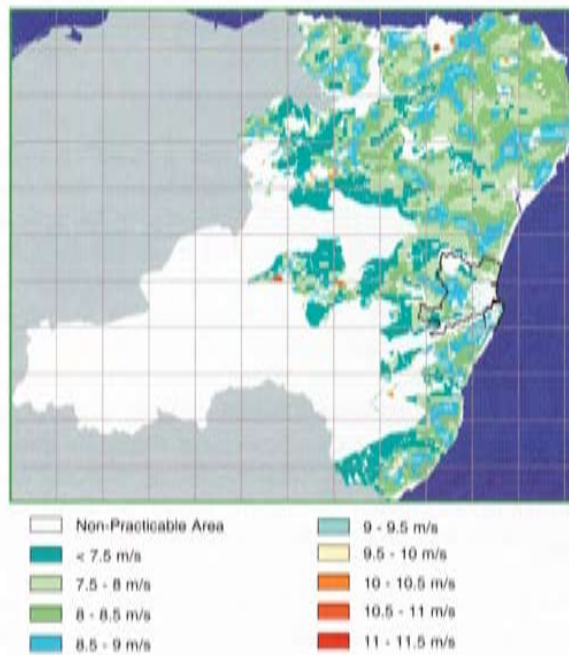 Non-Practicable Area
< 7.5 m/s
7.5 - 8 m/s
8 - 8.5 m/s
8.5 - 9 m/s
9 - 9.5 m/s
9.5 - 10 m/s
10 - 10.5 m/s
10.5 - 11 m/s
11 - 11.5 m/s